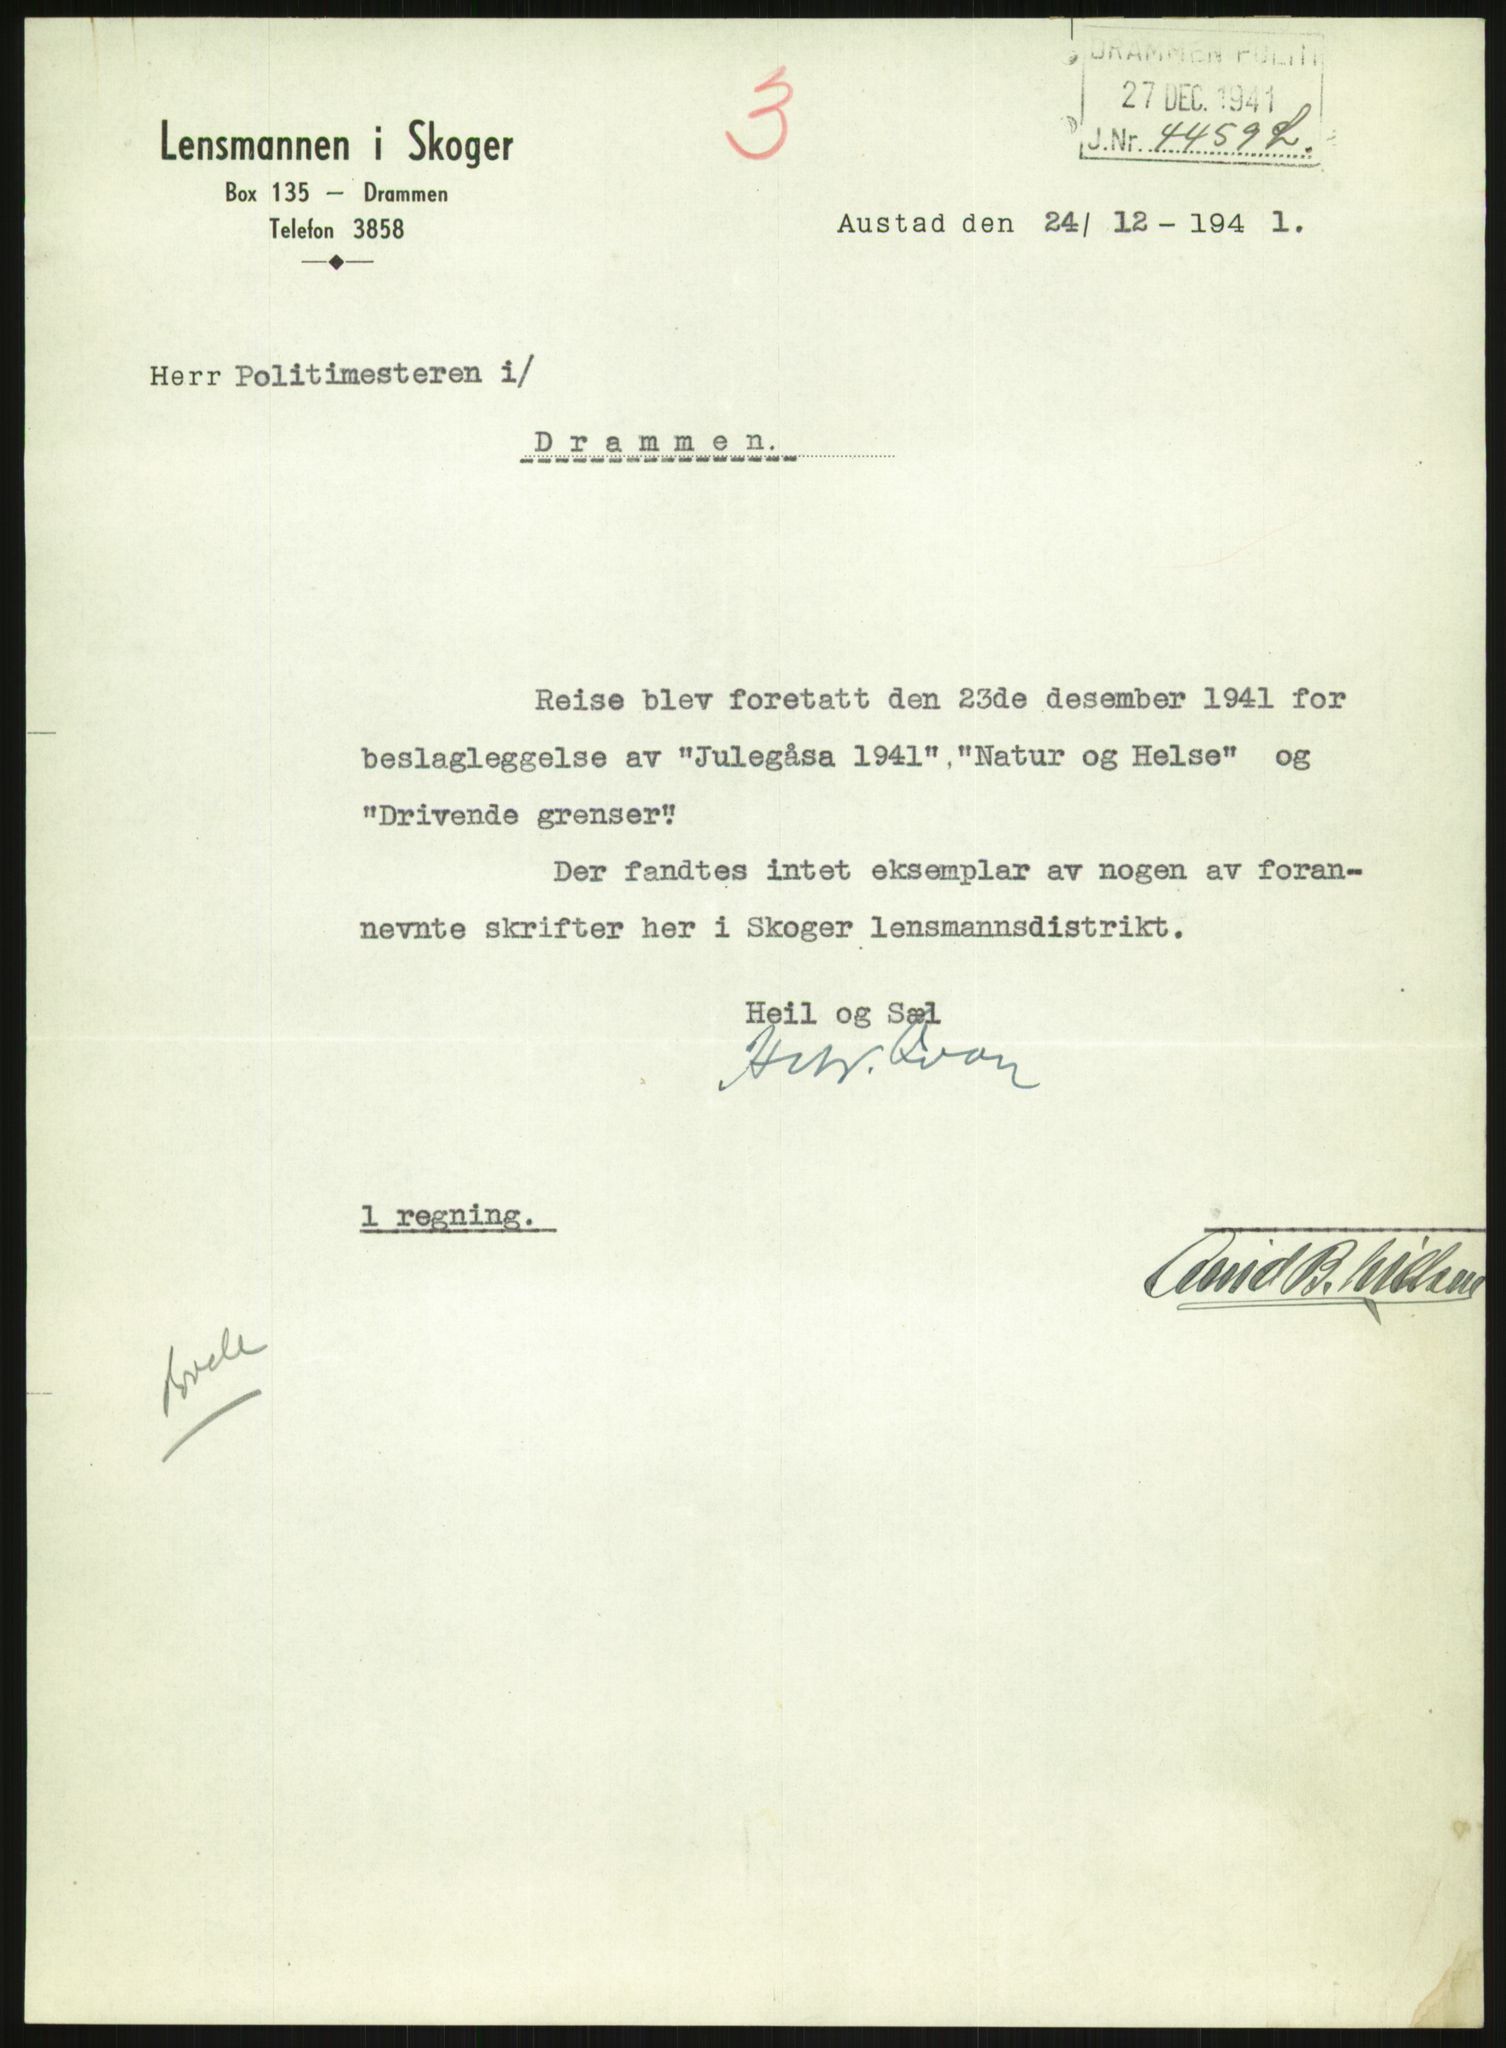 DRAMMEN POLITI
27 DEC. 1941
J.Nr. 4459 L.
3
Lensmannen i Skoger
Box 135 — Drammen
Telefon 3858
Austad den 24/ 12 - 194 1.
Herr Politimesteren i/
D r a m m e n.
Reise blev foretatt den 23de desember 1941 for
beslagleggelse av "Julegåsa 1941", "Natur og Helse" og
"Drivende grenser".
Der fandtes intet eksemplar av nogen av foran-
nevnte skrifter her i Skoger lensmannsdistrikt.
Heil og Sæl
1 regning.